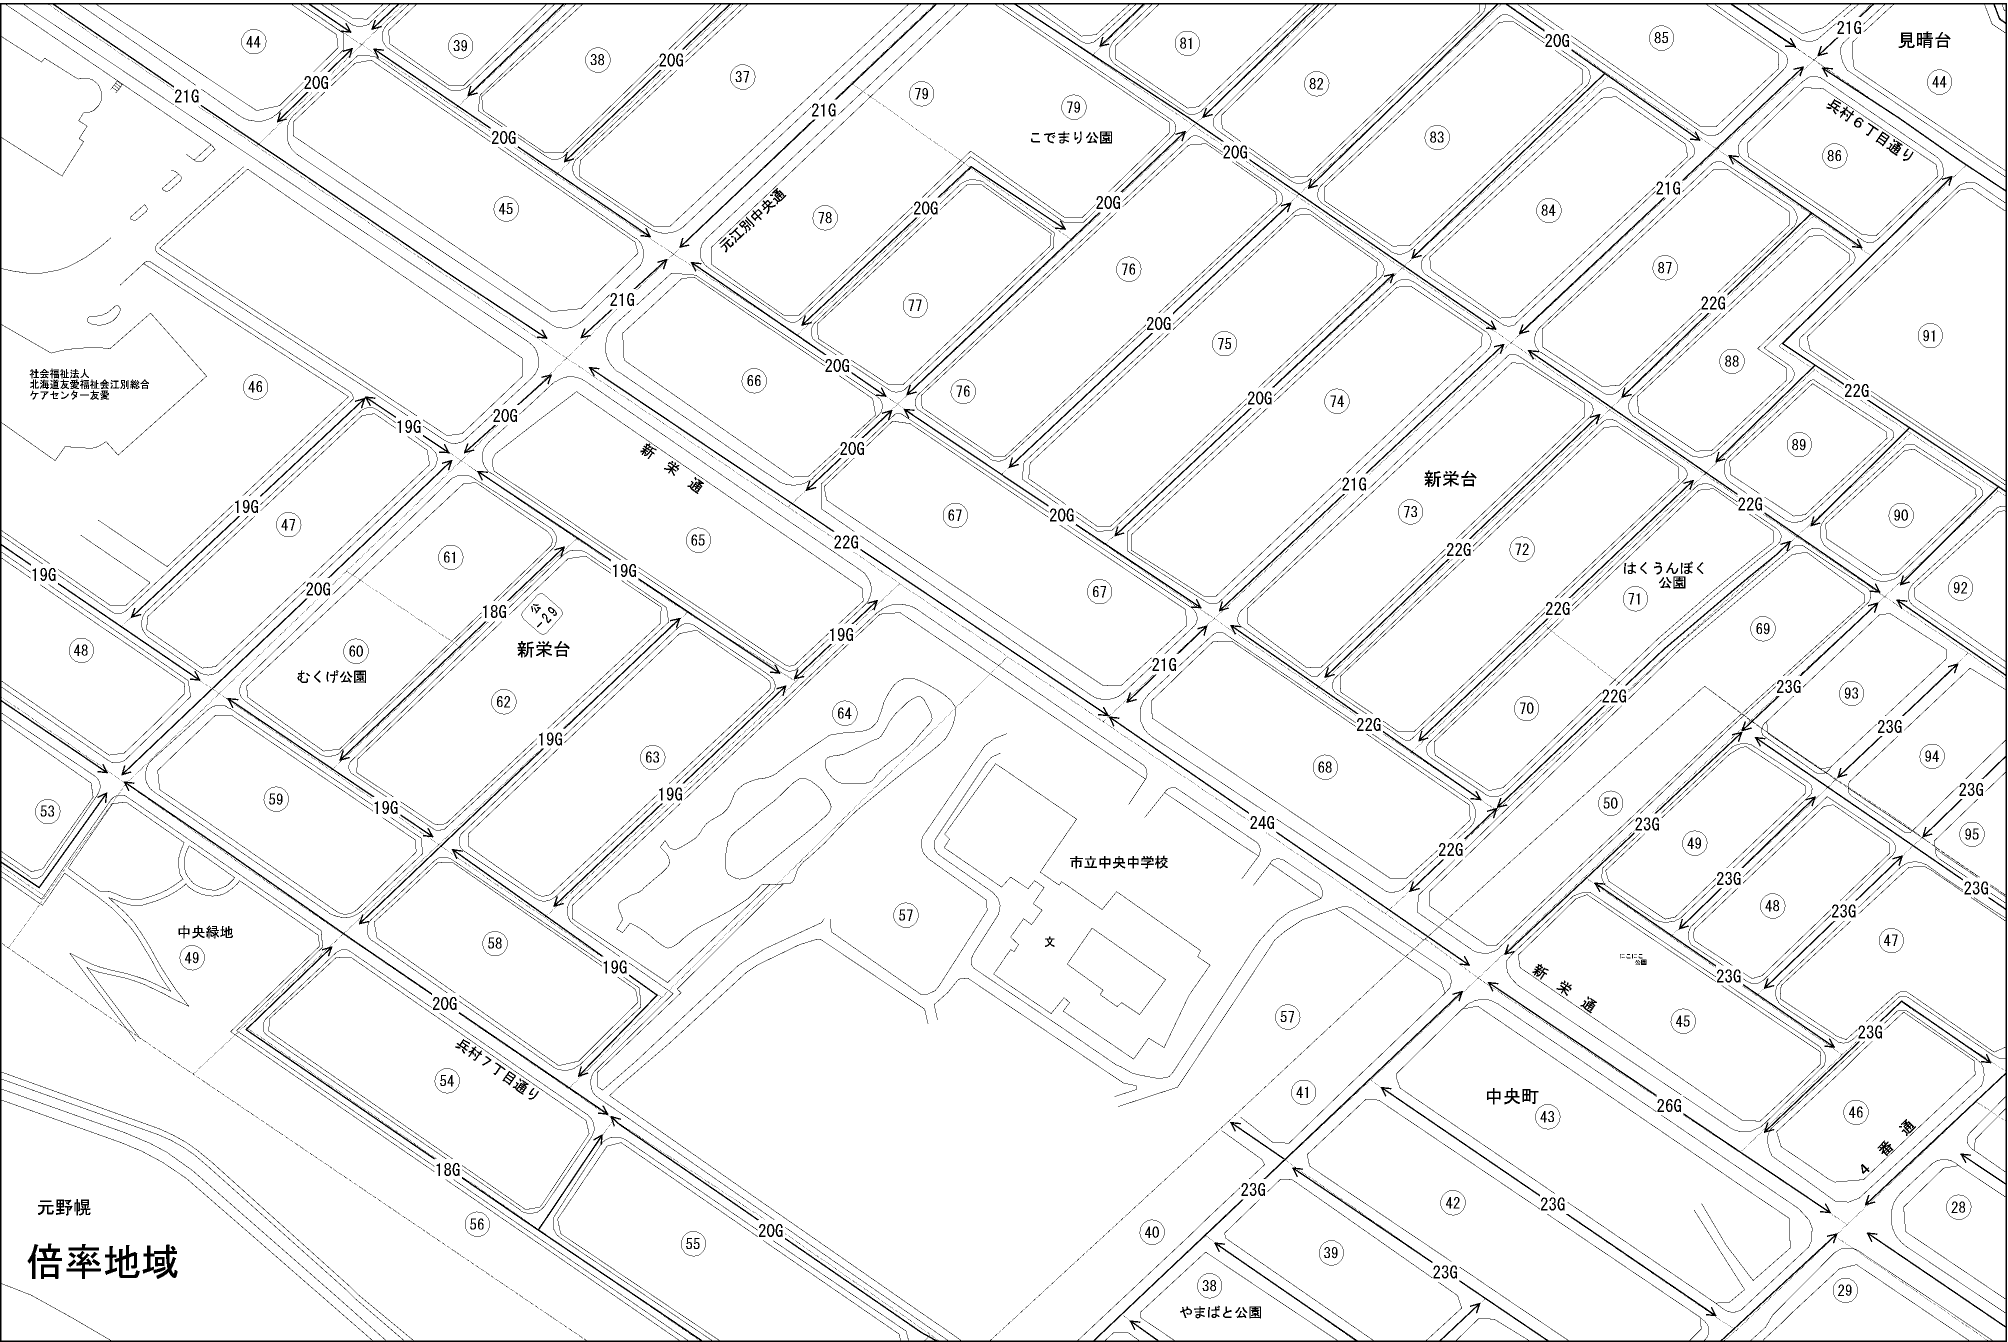 44
39
38
20G
37
81
82
20G
85
21G
見晴台
44
21G
20G
20G
21G
79
79
こでまり公園
83
兵村6丁目通り
86
20G
45
元江別中央通
78
20G
20G
76
84
21G
87
22G
21G
66
77
20G
76
20G
75
20G
74
88
22G
91
89
社会福祉法人
北海道友愛福祉会江別総合
ケアセンター友愛
46
19G
20G
新栄通
20G
67
20G
21G
新栄台
73
22G
90
19G
47
61
65
22G
67
22G
72
はくうんぼく
公園
71
92
19G
20G
18G
公
-29
19G
19G
22G
69
48
60
むくげ公園
新栄台
62
21G
23G
93
64
22G
70
22G
23G
19G
63
68
94
53
59
19G
19G
24G
50
23G
23G
95
49
22G
市立中央中学校
23G
23G
48
23G
中央緑地
49
58
57
文
にこにこ
公園
47
19G
23G
20G
新栄通
57
45
23G
兵村7丁目通り
54
41
中央町
43
26G
46
4番通
18G
23G
42
23G
28
元野幌
56
20G
55
40
39
倍率地域
23G
38
やまばと公園
29